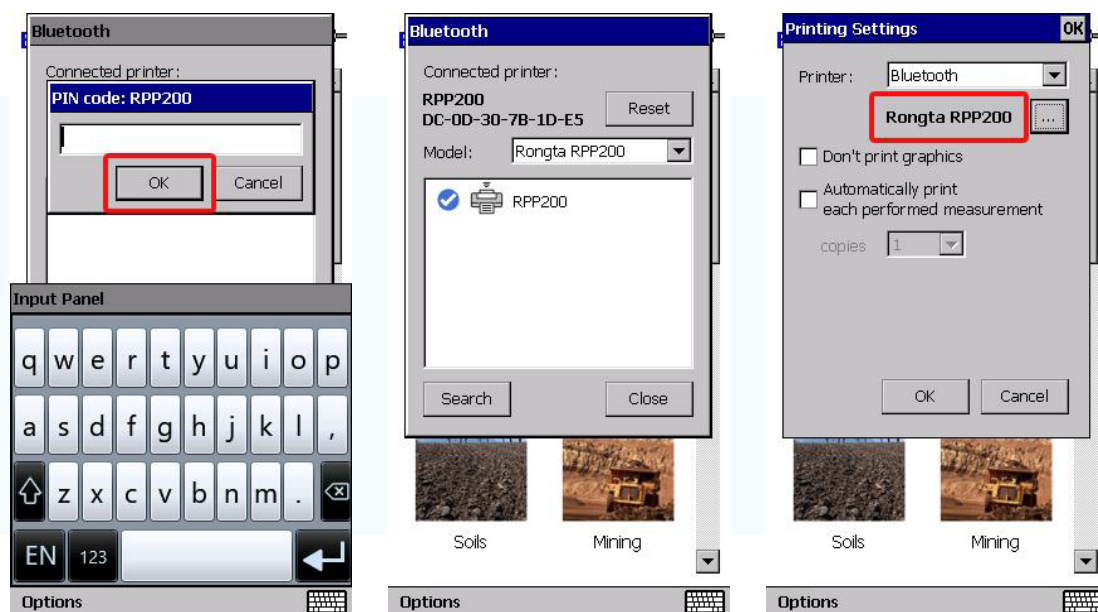 Bluetooth
Connected printer:
PIN code: RPP200
OK
Cancel
Input Panel
q w e r t y u i o p
a s d f g h j k l ,
z x c v b n m .
EN 123
Options
Bluetooth
Connected printer:
RPP200
DC-0D-30-7B-1D-E5
Reset
Model: Rongta RPP200
RPP200
Search
Close
Soils
Mining
Options
Printing Settings
OK
Printer: Bluetooth
Rongta RPP200
...
Don't print graphics
Automatically print
each performed measurement
copies 1
OK
Cancel
Soils
Mining
Options